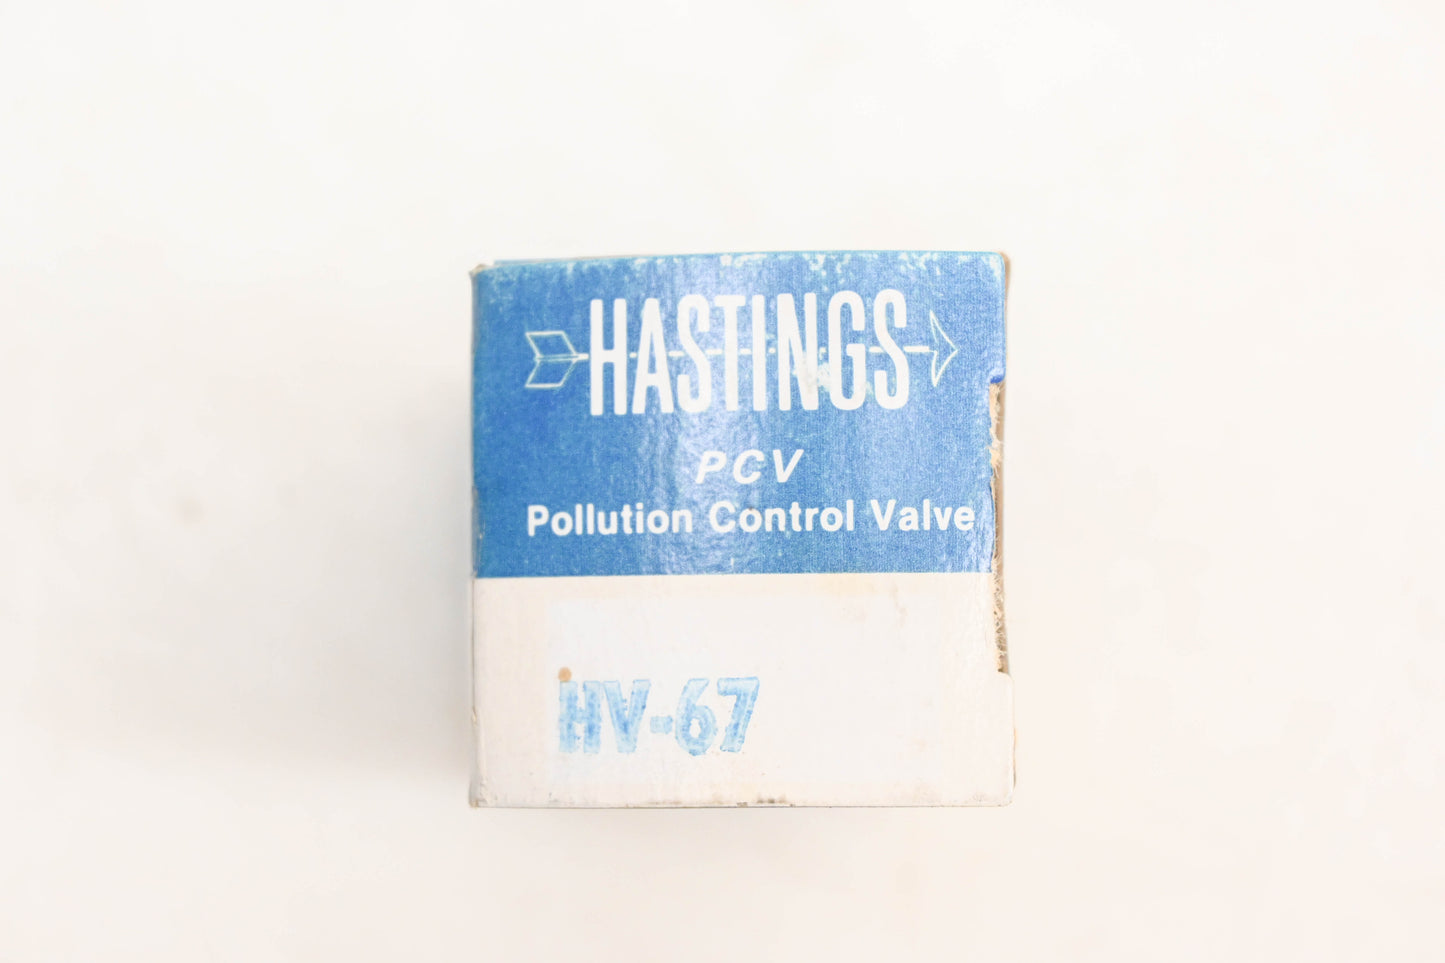 HASTINGS
PCV
Pollution Control Valve
HV-67